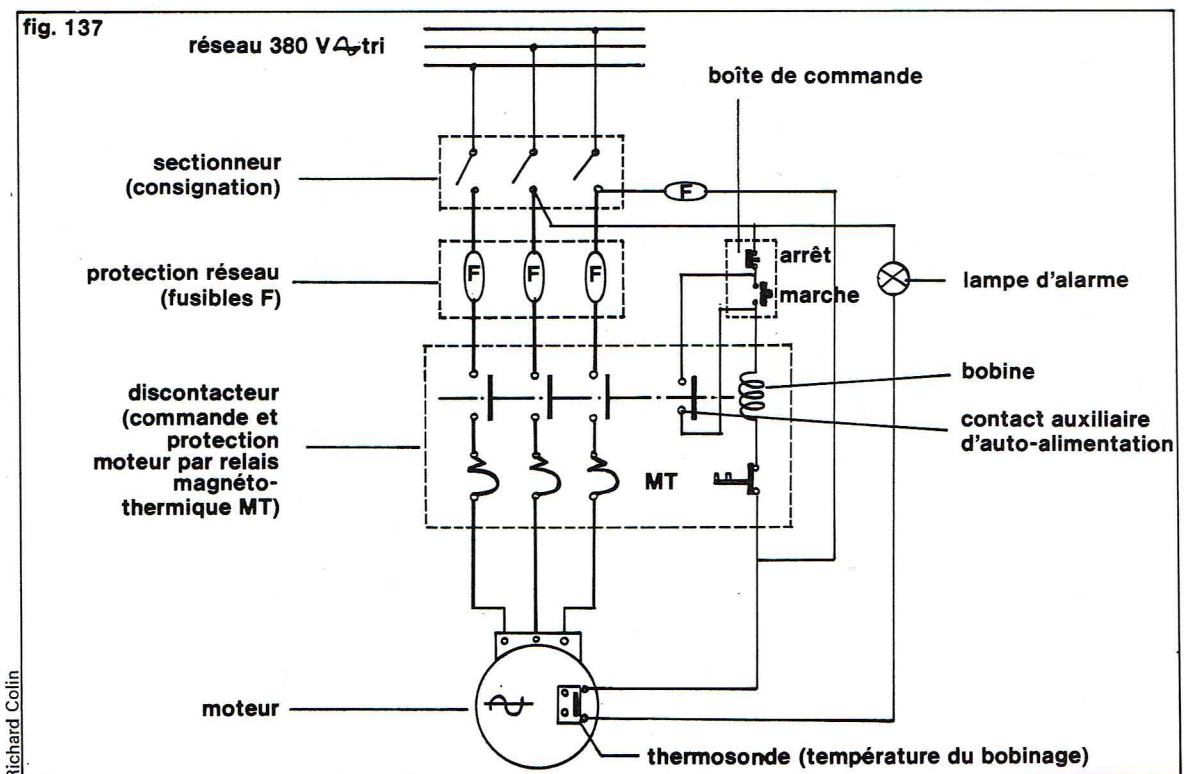 fig. 137
réseau 380 V tri
boîte de commande
sectionneur
(consignation)
F
arrêt
protection réseau
(fusibles F)
F
F
F
marche
lampe d'alarme
bobine
discontacteur
(commande et
protection
moteur par relais
magnéto-
thermique MT)
contact auxiliaire
d'auto-alimentation
MT
moteur
thermosonde (température du bobinage)
Richard Colin